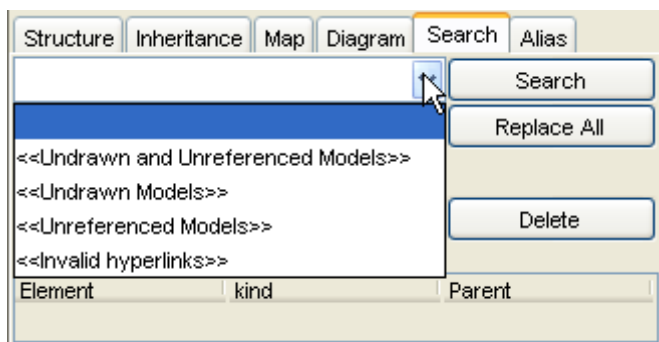 Structure Inheritance Map Diagram Search Alias
Search
Replace All
<<Undrawn and Unreferenced Models>>
<<Undrawn Models>>
<<Unreferenced Models>>
Delete
<<Invalid hyperlinks>>
Element kind Parent